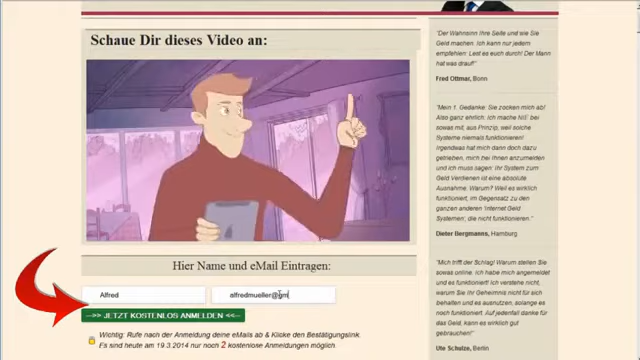 Schaue Dir dieses Video an:
Hier Name und eMail Eintragen:
Alfred
alfredmueller@gm
-->> JETZT KOSTENLOS ANMELDEN <<--
Wichtig: Rufe nach der Anmeldung deine eMails ab & Klicke den Bestätigungslink.
Es sind heute am 19.3.2014 nur noch 2 kostenlose Anmeldungen möglich.
"Der Wahnsinn Ihre Seite und wie Sie
Geld machen. Ich kann nur jedem
empfehlen: Lest es euch durch! Der Mann
hat was drauf!"
Fred Ottmar, Bonn
"Mein 1. Gedanke: Sie zocken mich ab!
Also ganz ehrlich: Ich mache NIE bei
sowas mit, aus Prinzip, weil solche
Systeme niemals funktionieren!
Irgendwas hat mich dann doch dazu
getrieben, mich bei Ihnen anzumelden
und ich muss sagen: Ihr System zum
Geld Verdienen ist eine absolute
Ausnahme: Warum? Weil es wirklich
funktioniert, im Gegensatz zu den
ganzen anderen 'Internet Geld
Systemen', die nicht funktionieren."
Dieter Bergmanns, Hamburg
"Mich trifft der Schlag! Warum stellen Sie
sowas online. Ich habe mich angemeldet
und es funktioniert! Ich verstehe nicht,
warum Sie Ihr Geheimnis nicht für sich
behalten und es ausnutzen, solange es
noch funktioniert. Aber ich bin dankbar
für das Geld, kann es wirklich gut
gebrauchen!"
Ute Schulze, Berlin